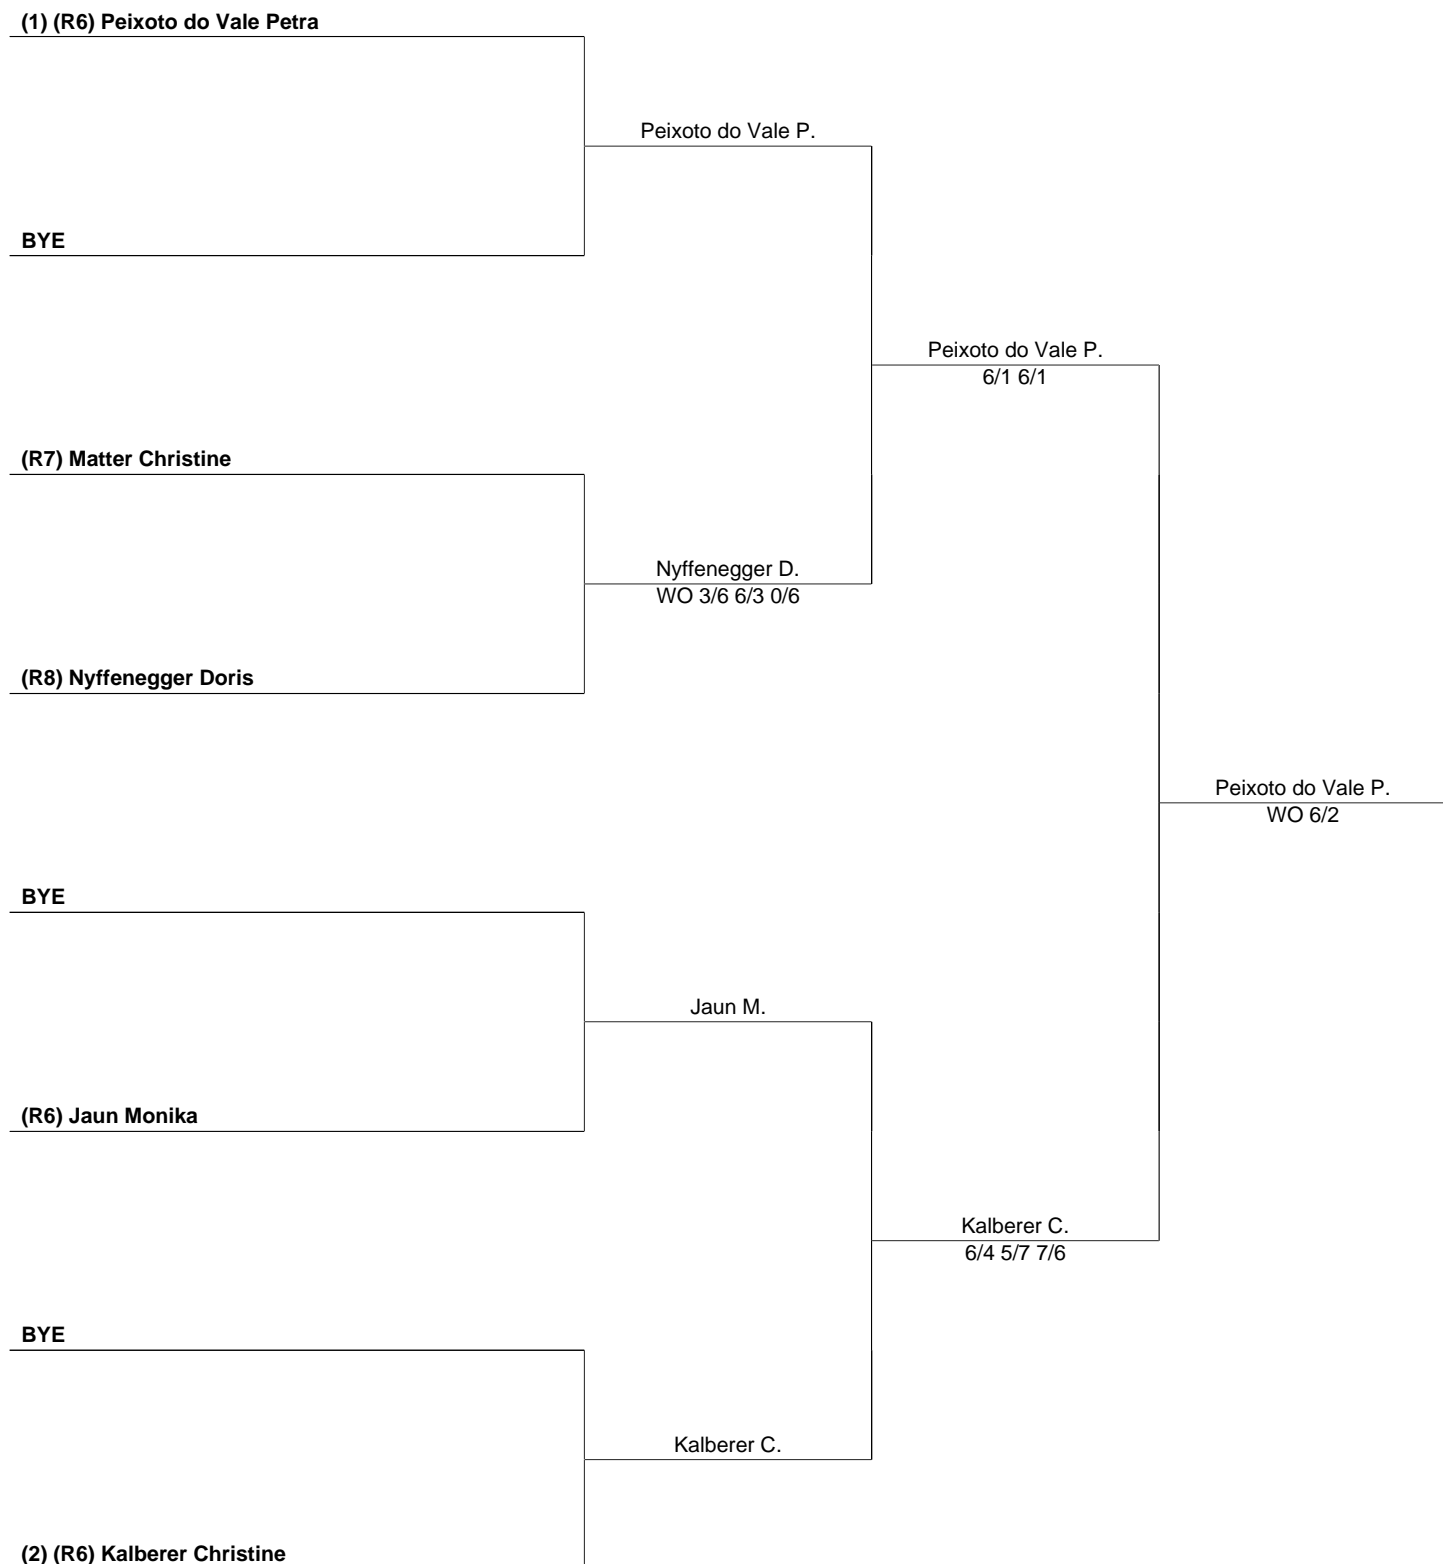 (1) (R6) Peixoto do Vale Petra
Peixoto do Vale P.
BYE
Peixoto do Vale P.
6/1 6/1
(R7) Matter Christine
Nyffenegger D.
WO 3/6 6/3 0/6
(R8) Nyffenegger Doris
Peixoto do Vale P.
WO 6/2
BYE
Jaun M.
(R6) Jaun Monika
Kalberer C.
6/4 5/7 7/6
BYE
Kalberer C.
(2) (R6) Kalberer Christine